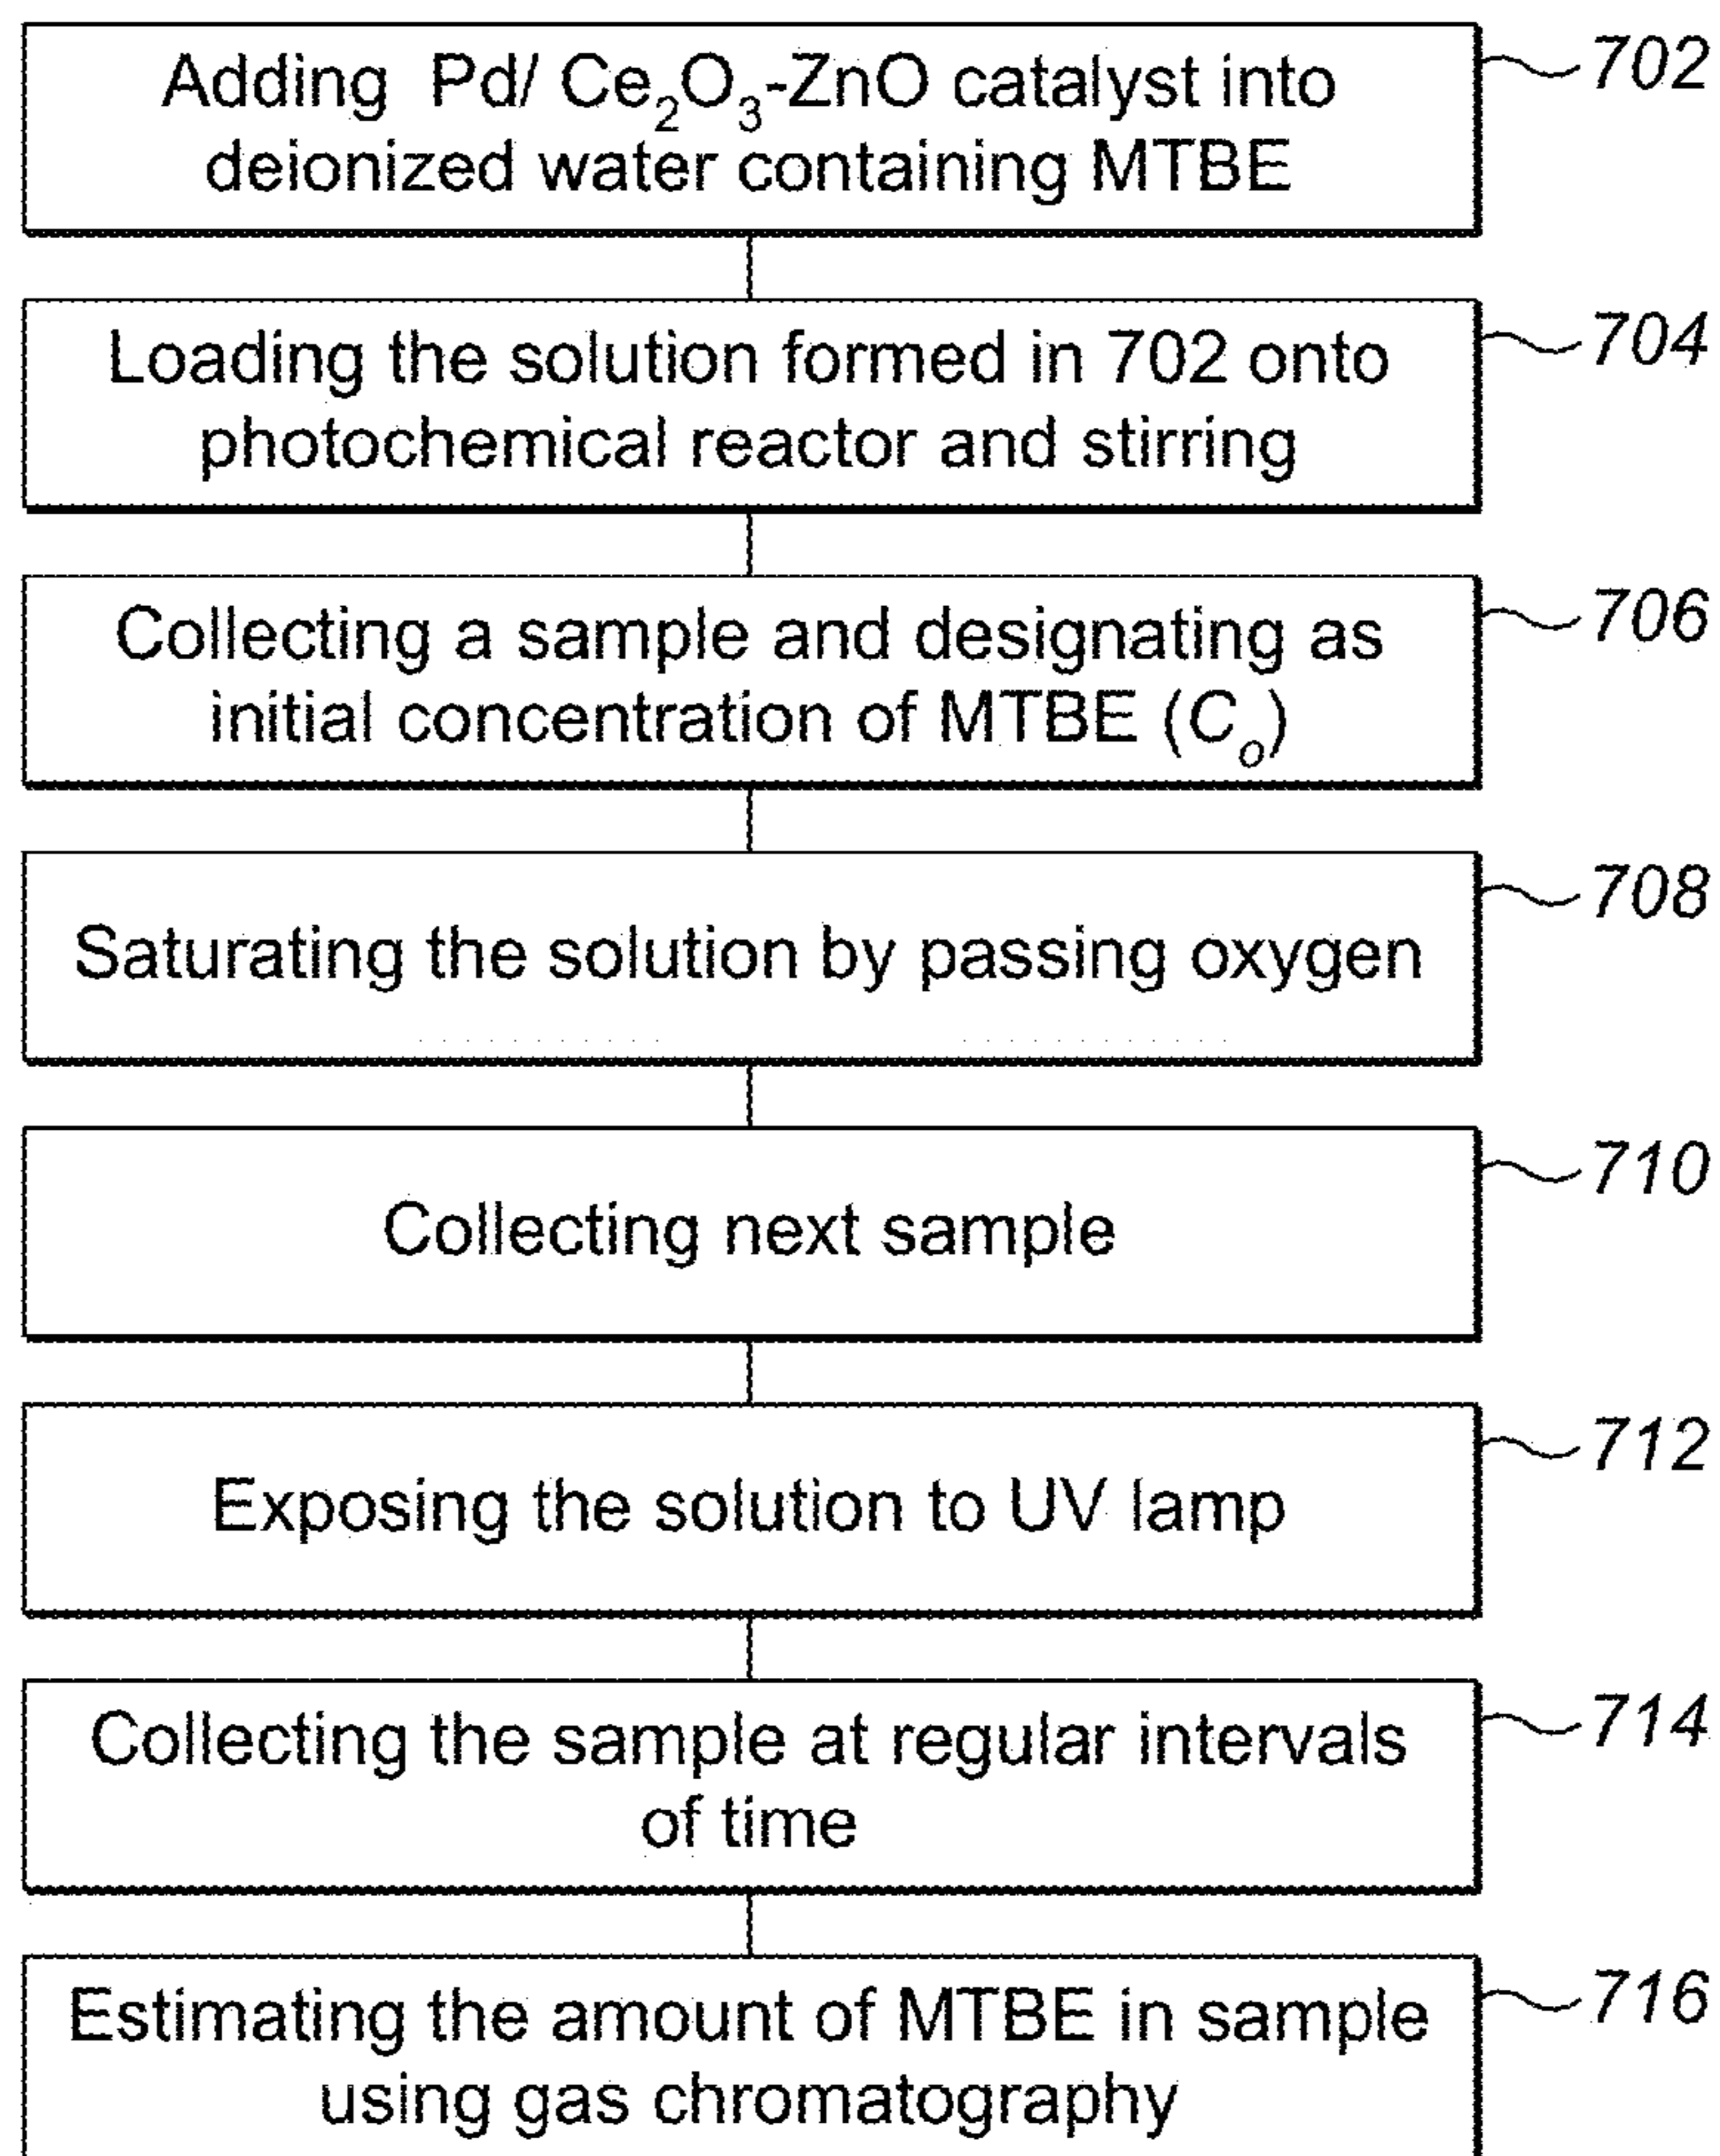 Adding Pd/ Ce₂O₃-ZnO catalyst into
deionized water containing MTBE
702
Loading the solution formed in 702 onto
photochemical reactor and stirring
704
Collecting a sample and designating as
initial concentration of MTBE (Cₒ)
706
Saturating the solution by passing oxygen
708
Collecting next sample
710
Exposing the solution to UV lamp
712
Collecting the sample at regular intervals
of time
714
Estimating the amount of MTBE in sample
using gas chromatography
716